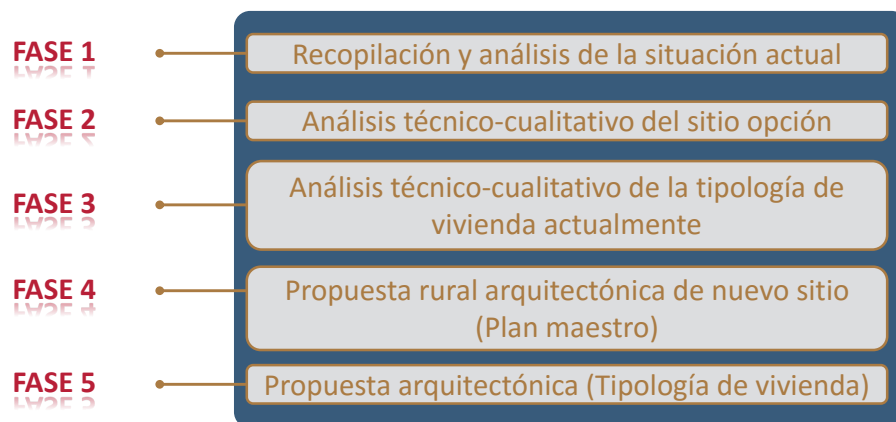 FASE 1
Recopilación y análisis de la situación actual
FASE 2
Análisis técnico-cualitativo del sitio opción
FASE 3
Análisis técnico-cualitativo de la tipología de
vivienda actualmente
FASE 4
Propuesta rural arquitectónica de nuevo sitio
(Plan maestro)
FASE 5
Propuesta arquitectónica (Tipología de vivienda)